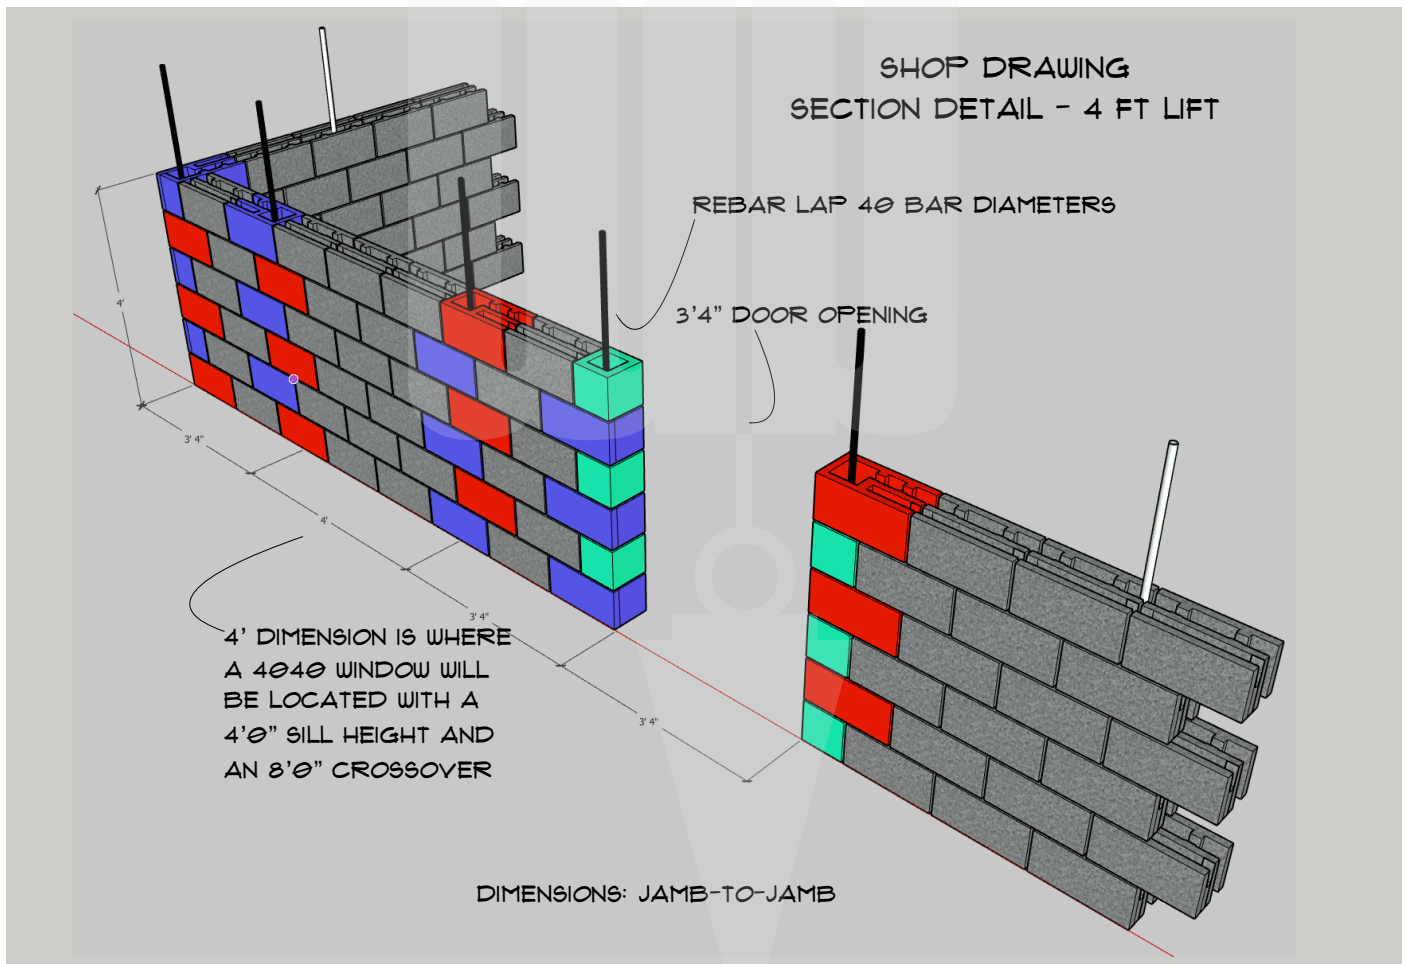 SHOP DRAWING
SECTION DETAIL - 4 FT LIFT
REBAR LAP 40 BAR DIAMETERS
3'4" DOOR OPENING
4'
3' 4"
4'
3' 4"
3' 4"
4' DIMENSION IS WHERE
A 4040 WINDOW WILL
BE LOCATED WITH A
4'0" SILL HEIGHT AND
AN 8'0" CROSSOVER
DIMENSIONS: JAMB-TO-JAMB